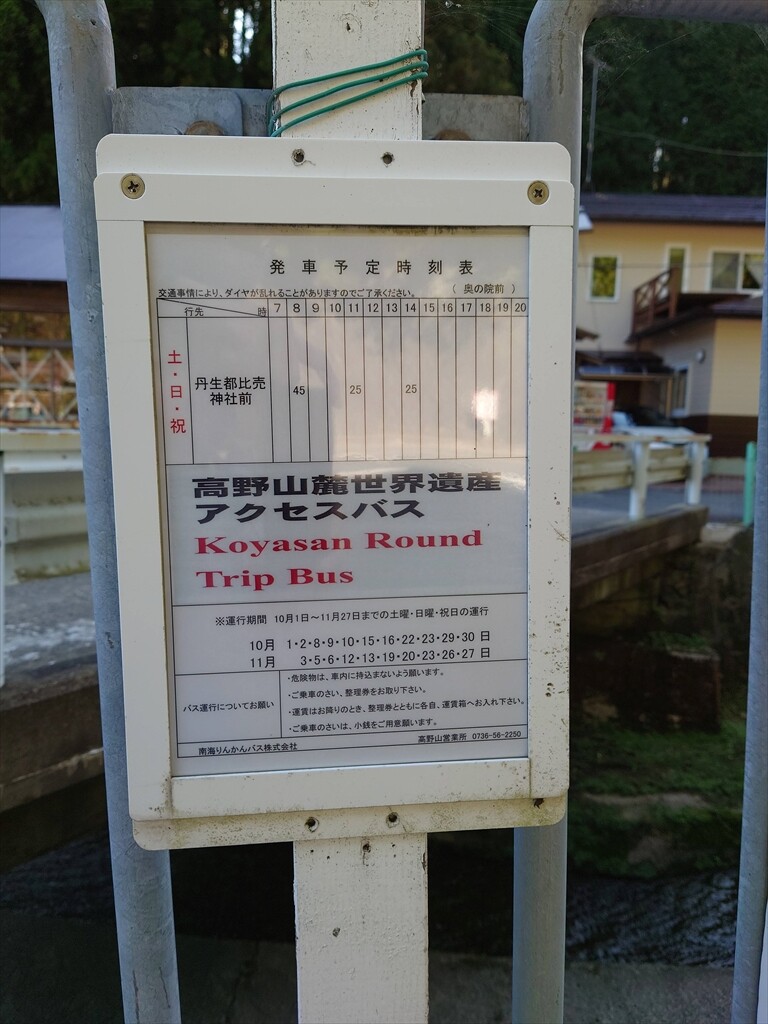 発車予定時刻表
交通事情により、ダイヤが乱れることがありますのでご了承ください。 (奥の院前)
行先 時 7 8 9 10 11 12 13 14 15 16 17 18 19 20
土・日・祝 丹生都比売 45 25 25
神社前
高野山麓世界遺産
アクセスバス
Koyasan Round
Trip Bus
※運行期間 10月1日〜11月27日までの土曜・日曜・祝日の運行
10月 1・2・8・9・10・15・16・22・23・29・30 日
11月 3・5・6・12・13・19・20・23・26・27 日
バス運行についてお願い
・危険物は、車内に持込まないよう願います。
・ご乗車のさい、整理券をお取り下さい。
・運賃はお降りのとき、整理券とともに各自、運賃箱へお入れ下さい。
・ご乗車のさいは、小銭をご用意願います。
南海りんかんバス株式会社 高野山営業所 0736-56-2250